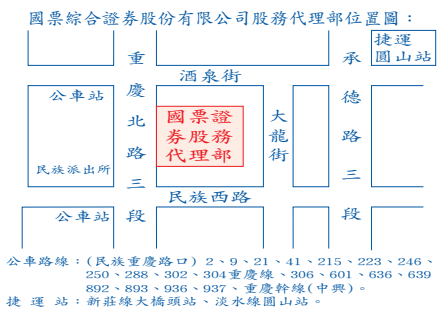 國票綜合證券股份有限公司股務代理部位置圖：
捷運
圓山站
重慶北路三段
酒泉街
承德路三段
公車站
國票證
券股務
代理部
大龍街
民族派出所
民族西路
公車站
公車路線：(民族重慶路口) 2、9、21、41、215、223、246、
250、288、302、304重慶線、306、601、636、639
892、893、936、937、重慶幹線(中興)。
捷 運 站：新莊線大橋頭站、淡水線圓山站。